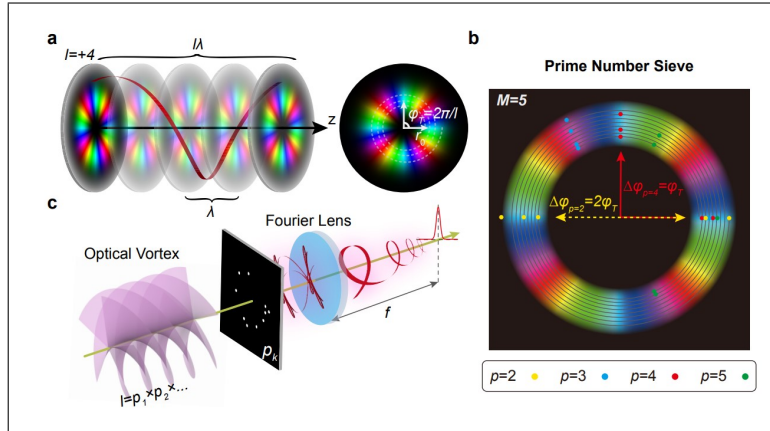 a
l=+4
lλ
z
φT=2π/l
r0
λ
b
Prime Number Sieve
M=5
Δφp=4=φT
Δφp=2=2φT
c
Fourier Lens
Optical Vortex
f
pk
l=p1×p2×...
p=2
p=3
p=4
p=5